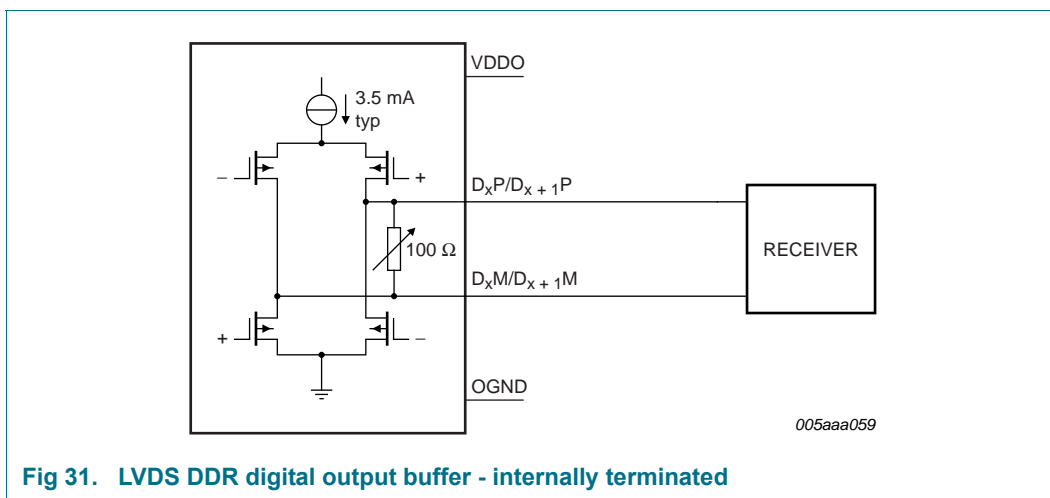 VDDO
3.5 mA
typ
−
+
DxP/Dx + 1P
100 Ω
RECEIVER
DxM/Dx + 1M
+
−
OGND
005aaa059
Fig 31. LVDS DDR digital output buffer - internally terminated